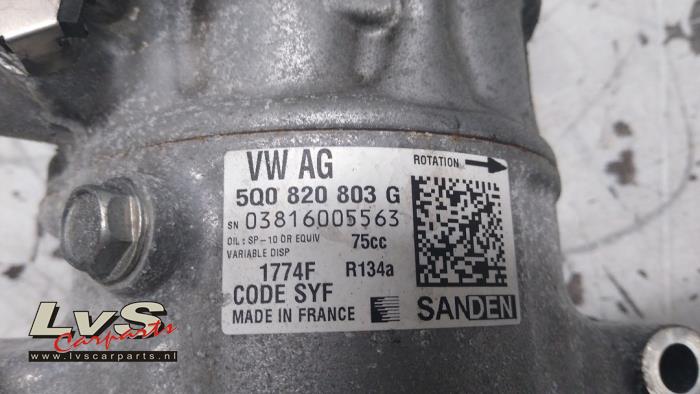 VW AG
ROTATION
5Q0 820 803 G
SN 03816005563
OIL: SP-10 OR EQUIV 75cc
VARIABLE DISP
1774F R134a
CODE SYF
MADE IN FRANCE
SANDEN
LvS
Carparts
www.lvscarparts.nl